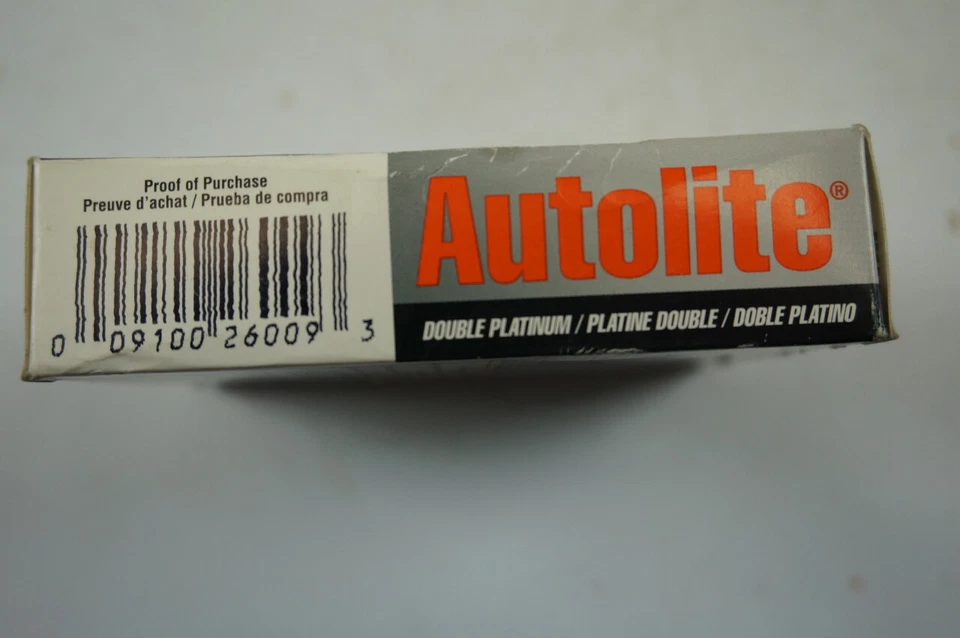 Proof of Purchase
Preuve d'achat / Prueba de compra
0 09100 26009 3
Autolite®
DOUBLE PLATINUM / PLATINE DOUBLE / DOBLE PLATINO